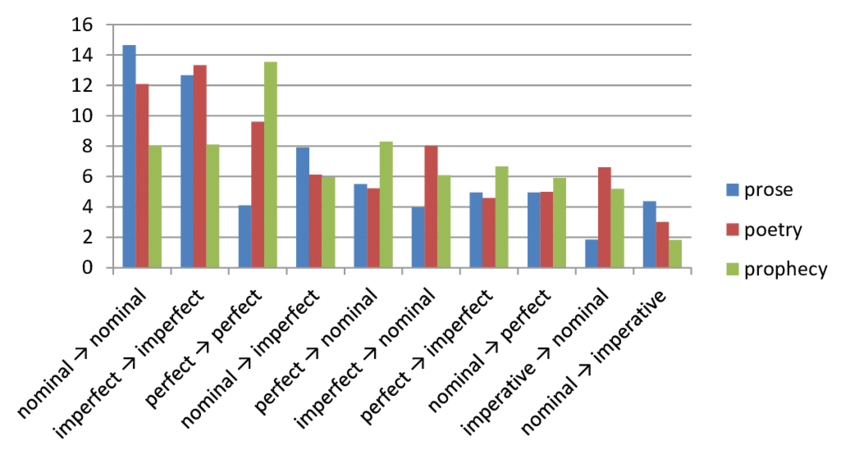 16
14
12
10
8
6
4
2
0
nominal → nominal
imperfect → imperfect
perfect → perfect
nominal → imperfect
perfect → nominal
imperfect → nominal
perfect → imperfect
nominal → perfect
imperative → nominal
nominal → imperative
prose
poetry
prophecy